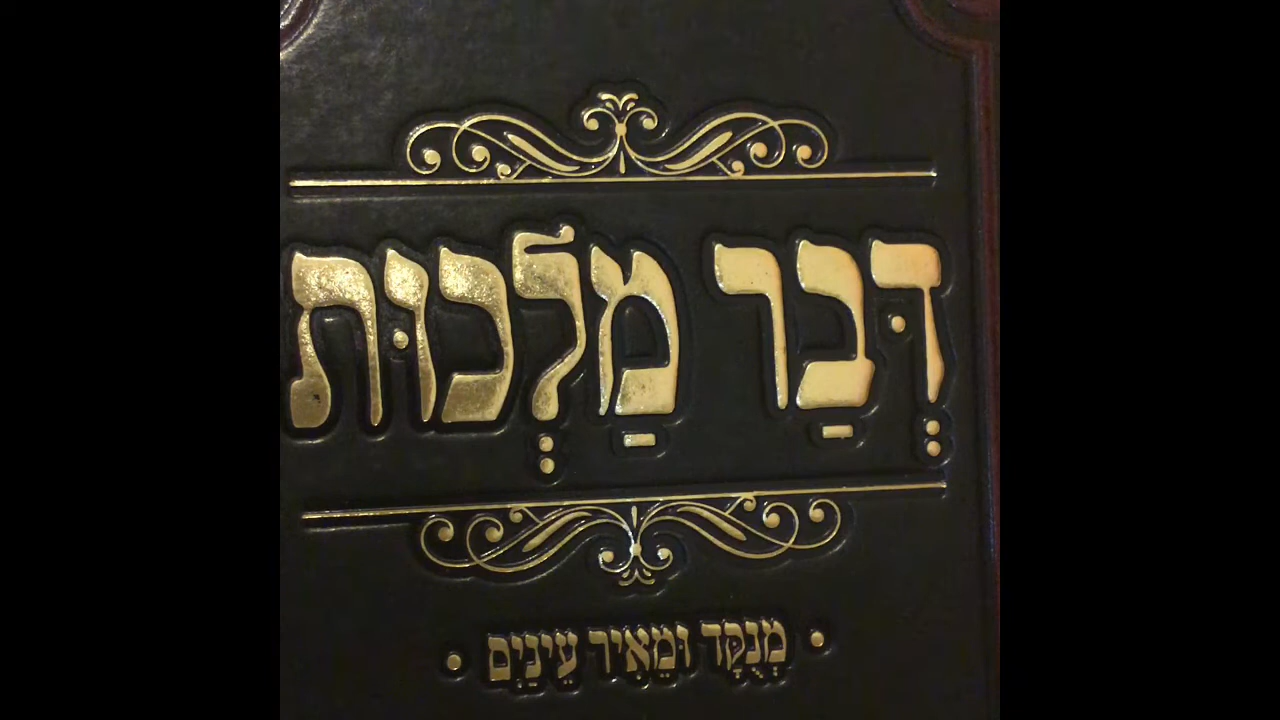 דְּבַר מַלְכוּת
• מְנֻקָּד וּמֵאִיר עֵינַיִם •